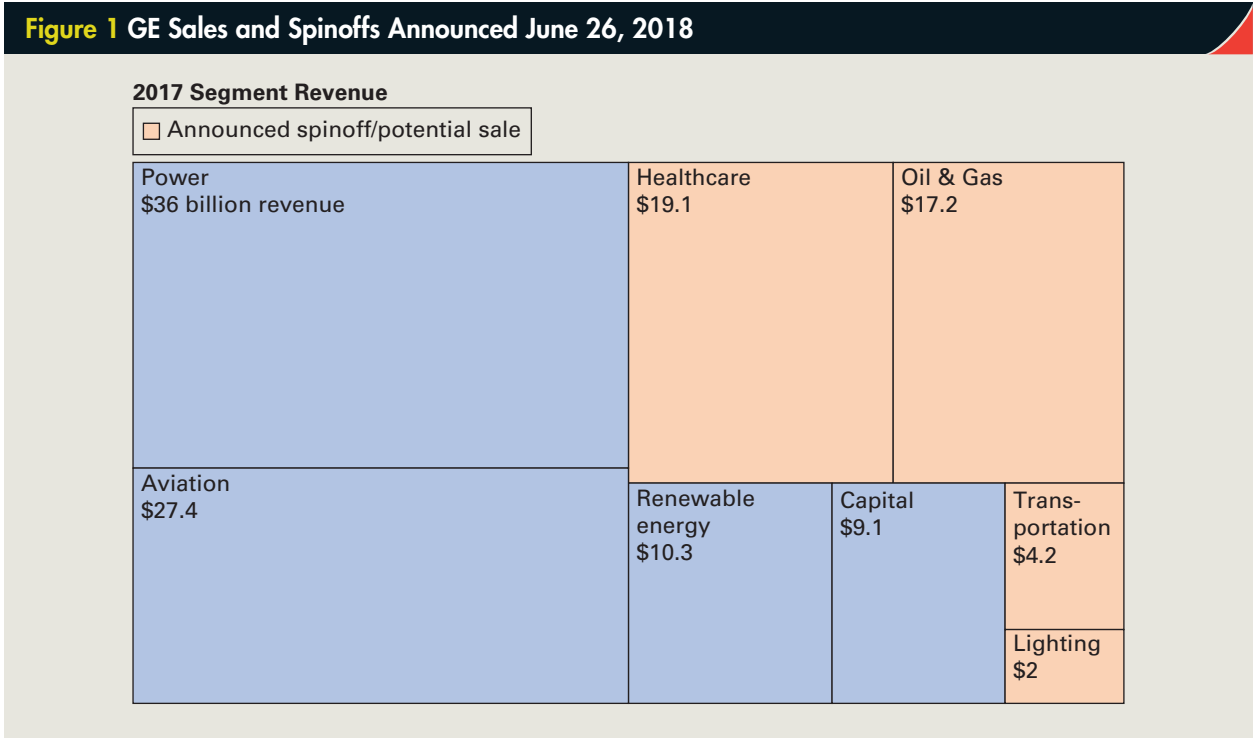 Figure 1 GE Sales and Spinoffs Announced June 26, 2018
2017 Segment Revenue
Announced spinoff/potential sale
Power
$36 billion revenue
Healthcare
$19.1
Oil & Gas
$17.2
Aviation
$27.4
Renewable
energy
$10.3
Capital
$9.1
Trans-
portation
$4.2
Lighting
$2